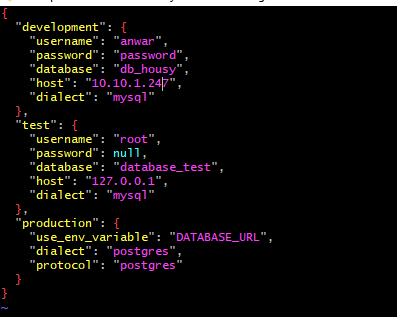 {
  "development": {
    "username": "anwar",
    "password": "password",
    "database": "db_housy",
    "host": "10.10.1.247",
    "dialect": "mysql"
  },
  "test": {
    "username": "root",
    "password": null,
    "database": "database_test",
    "host": "127.0.0.1",
    "dialect": "mysql"
  },
  "production": {
    "use_env_variable": "DATABASE_URL",
    "dialect": "postgres",
    "protocol": "postgres"
  }
}
~